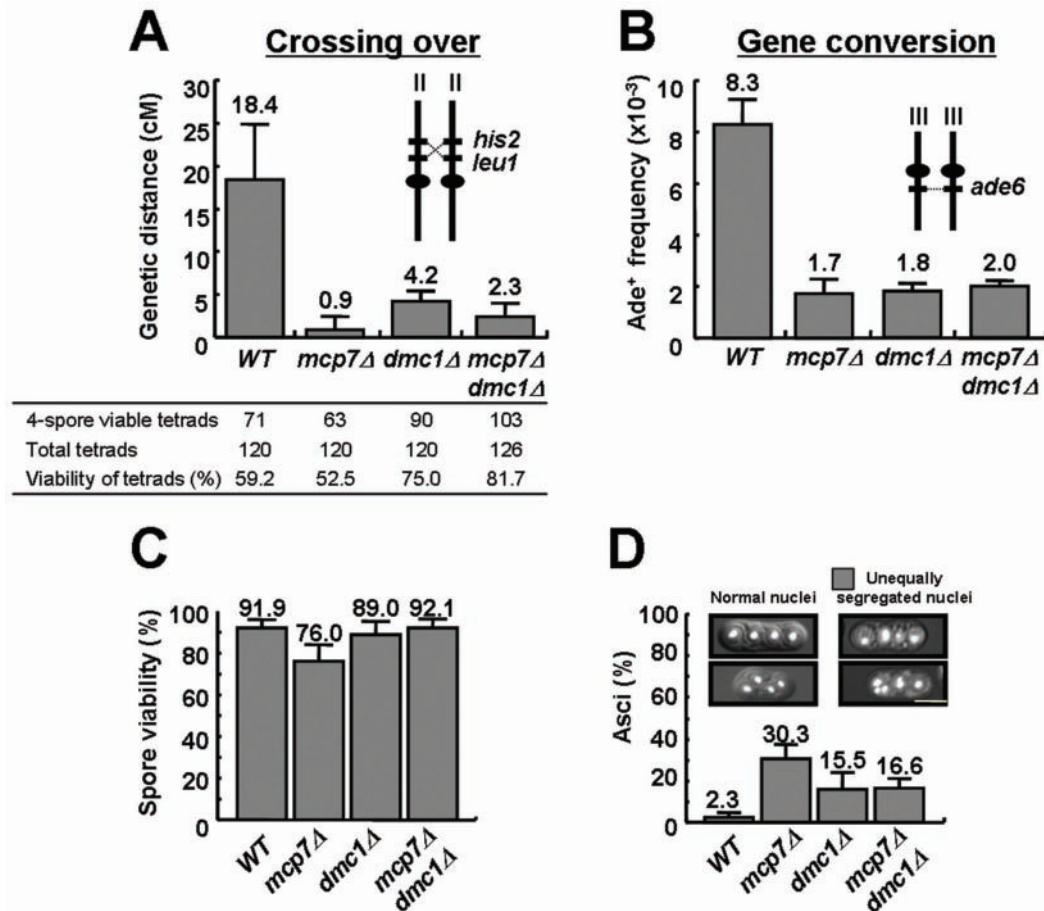 A
Crossing over
Genetic distance (cM)
30
25
20
15
10
5
0
18.4
0.9
4.2
2.3
II II
his2
leu1
WT mcp7Δ dmc1Δ mcp7Δ
dmc1Δ
4-spore viable tetrads 71 63 90 103
Total tetrads 120 120 120 126
Viability of tetrads (%) 59.2 52.5 75.0 81.7
B
Gene conversion
Ade+ frequency (x10-3)
10
8
6
4
2
0
8.3
1.7
1.8
2.0
III III
ade6
WT mcp7Δ dmc1Δ mcp7Δ
dmc1Δ
C
Spore viability (%)
100
80
60
40
20
0
91.9
76.0
89.0
92.1
WT mcp7Δ dmc1Δ mcp7Δ
dmc1Δ
D
Unequally
Normal nuclei segregated nuclei
Asci (%)
100
80
60
40
20
0
2.3
30.3
15.5
16.6
WT mcp7Δ dmc1Δ mcp7Δ
dmc1Δ